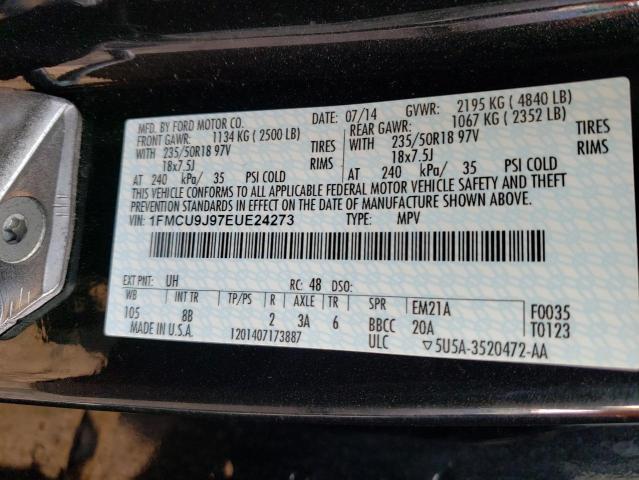 MFD. BY FORD MOTOR CO. DATE: 07/14 GVWR: 2195 KG ( 4840 LB)
FRONT GAWR: 1134 KG ( 2500 LB) REAR GAWR: 1067 KG ( 2352 LB)
WITH 235/50R18 97V TIRES WITH 235/50R18 97V TIRES
18x7.5J RIMS 18x7.5J RIMS
AT 240 kPa/ 35 PSI COLD AT 240 kPa/ 35 PSI COLD
THIS VEHICLE CONFORMS TO ALL APPLICABLE FEDERAL MOTOR VEHICLE SAFETY AND THEFT
PREVENTION STANDARDS IN EFFECT ON THE DATE OF MANUFACTURE SHOWN ABOVE.
VIN: 1FMCU9J97EUE24273 TYPE: MPV
EXT PNT: UH RC: 48 DSO:
WB INT TR TP/PS R AXLE TR SPR EM21A F0035
105 8B 2 3A 6 BBCC 20A T0123
MADE IN U.S.A. 1201407173887 ULC ▽5U5A-3520472-AA